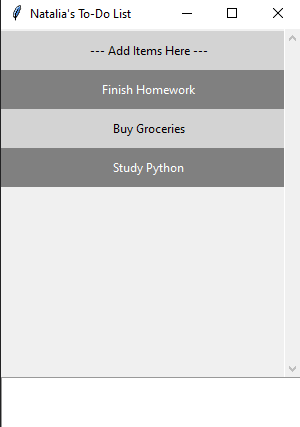 Natalia's To-Do List
--- Add Items Here ---
Finish Homework
Buy Groceries
Study Python